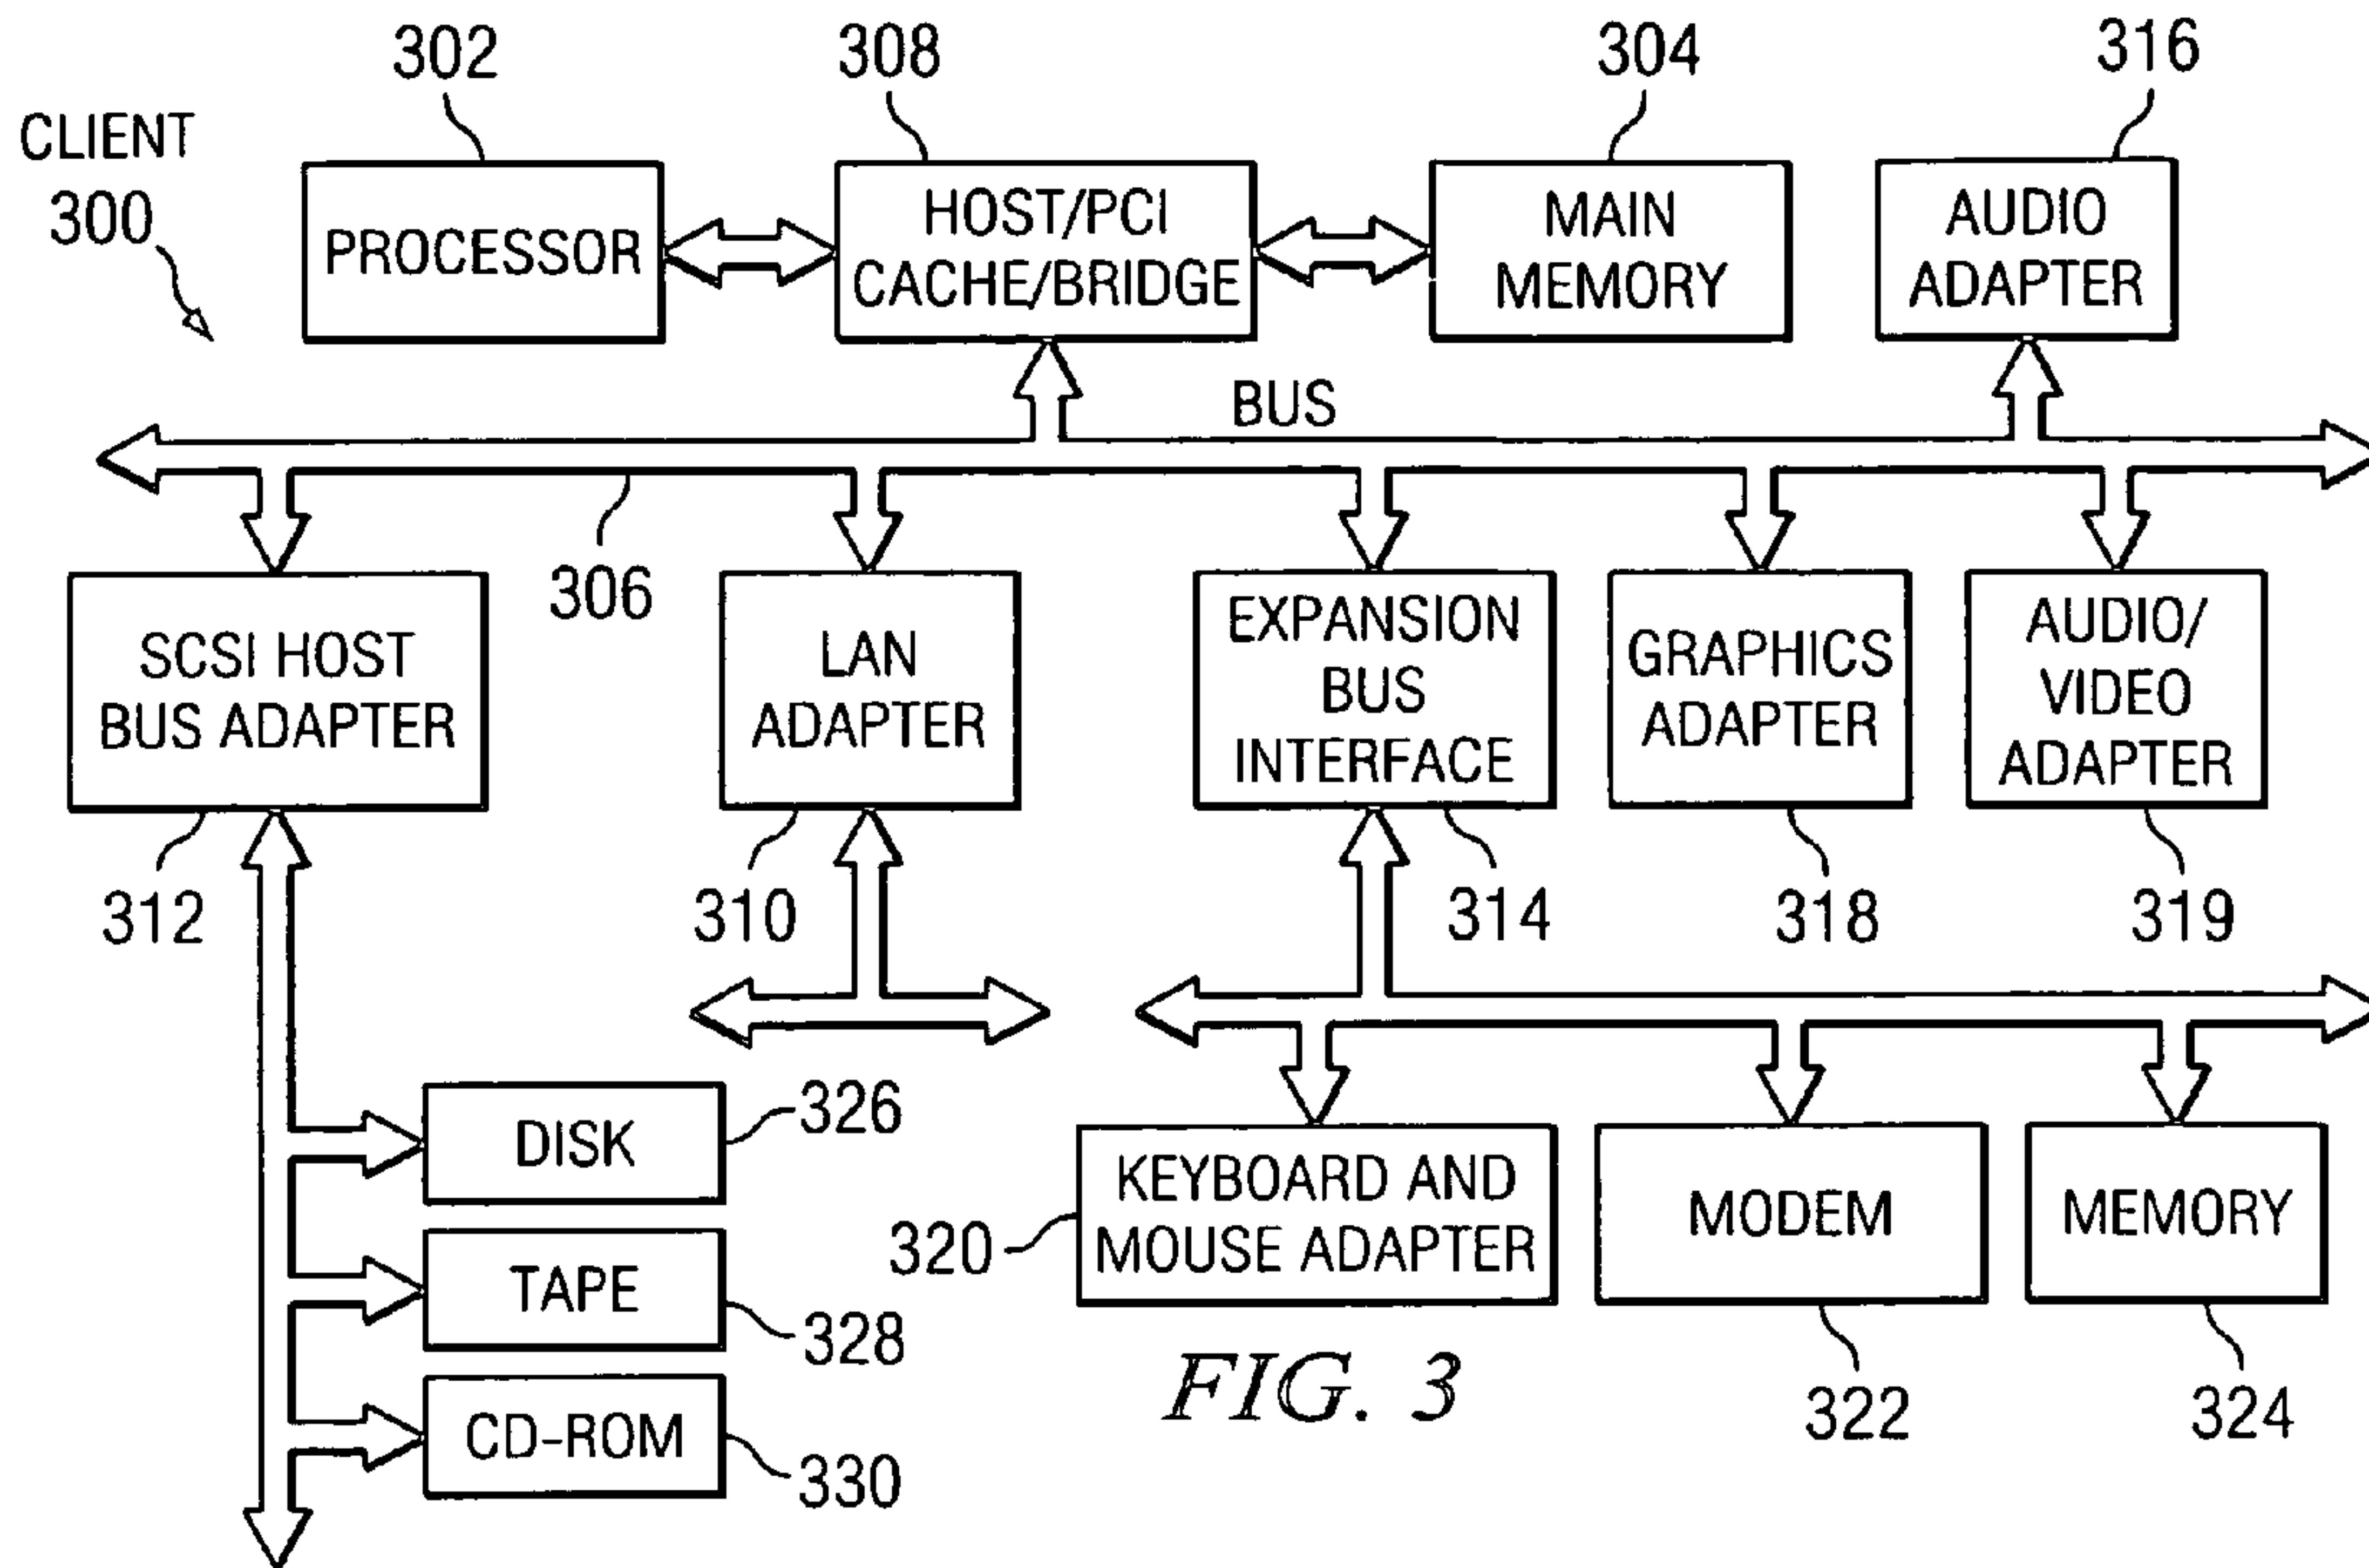 302
308
304
316
CLIENT
300
PROCESSOR
HOST/PCI
CACHE/BRIDGE
MAIN
MEMORY
AUDIO
ADAPTER
BUS
306
SCSI HOST
BUS ADAPTER
LAN
ADAPTER
EXPANSION
BUS
INTERFACE
GRAPHICS
ADAPTER
AUDIO/
VIDEO
ADAPTER
312
310
314
318
319
DISK
326
TAPE
328
CD-ROM
330
320
KEYBOARD AND
MOUSE ADAPTER
MODEM
MEMORY
322
324
FIG. 3